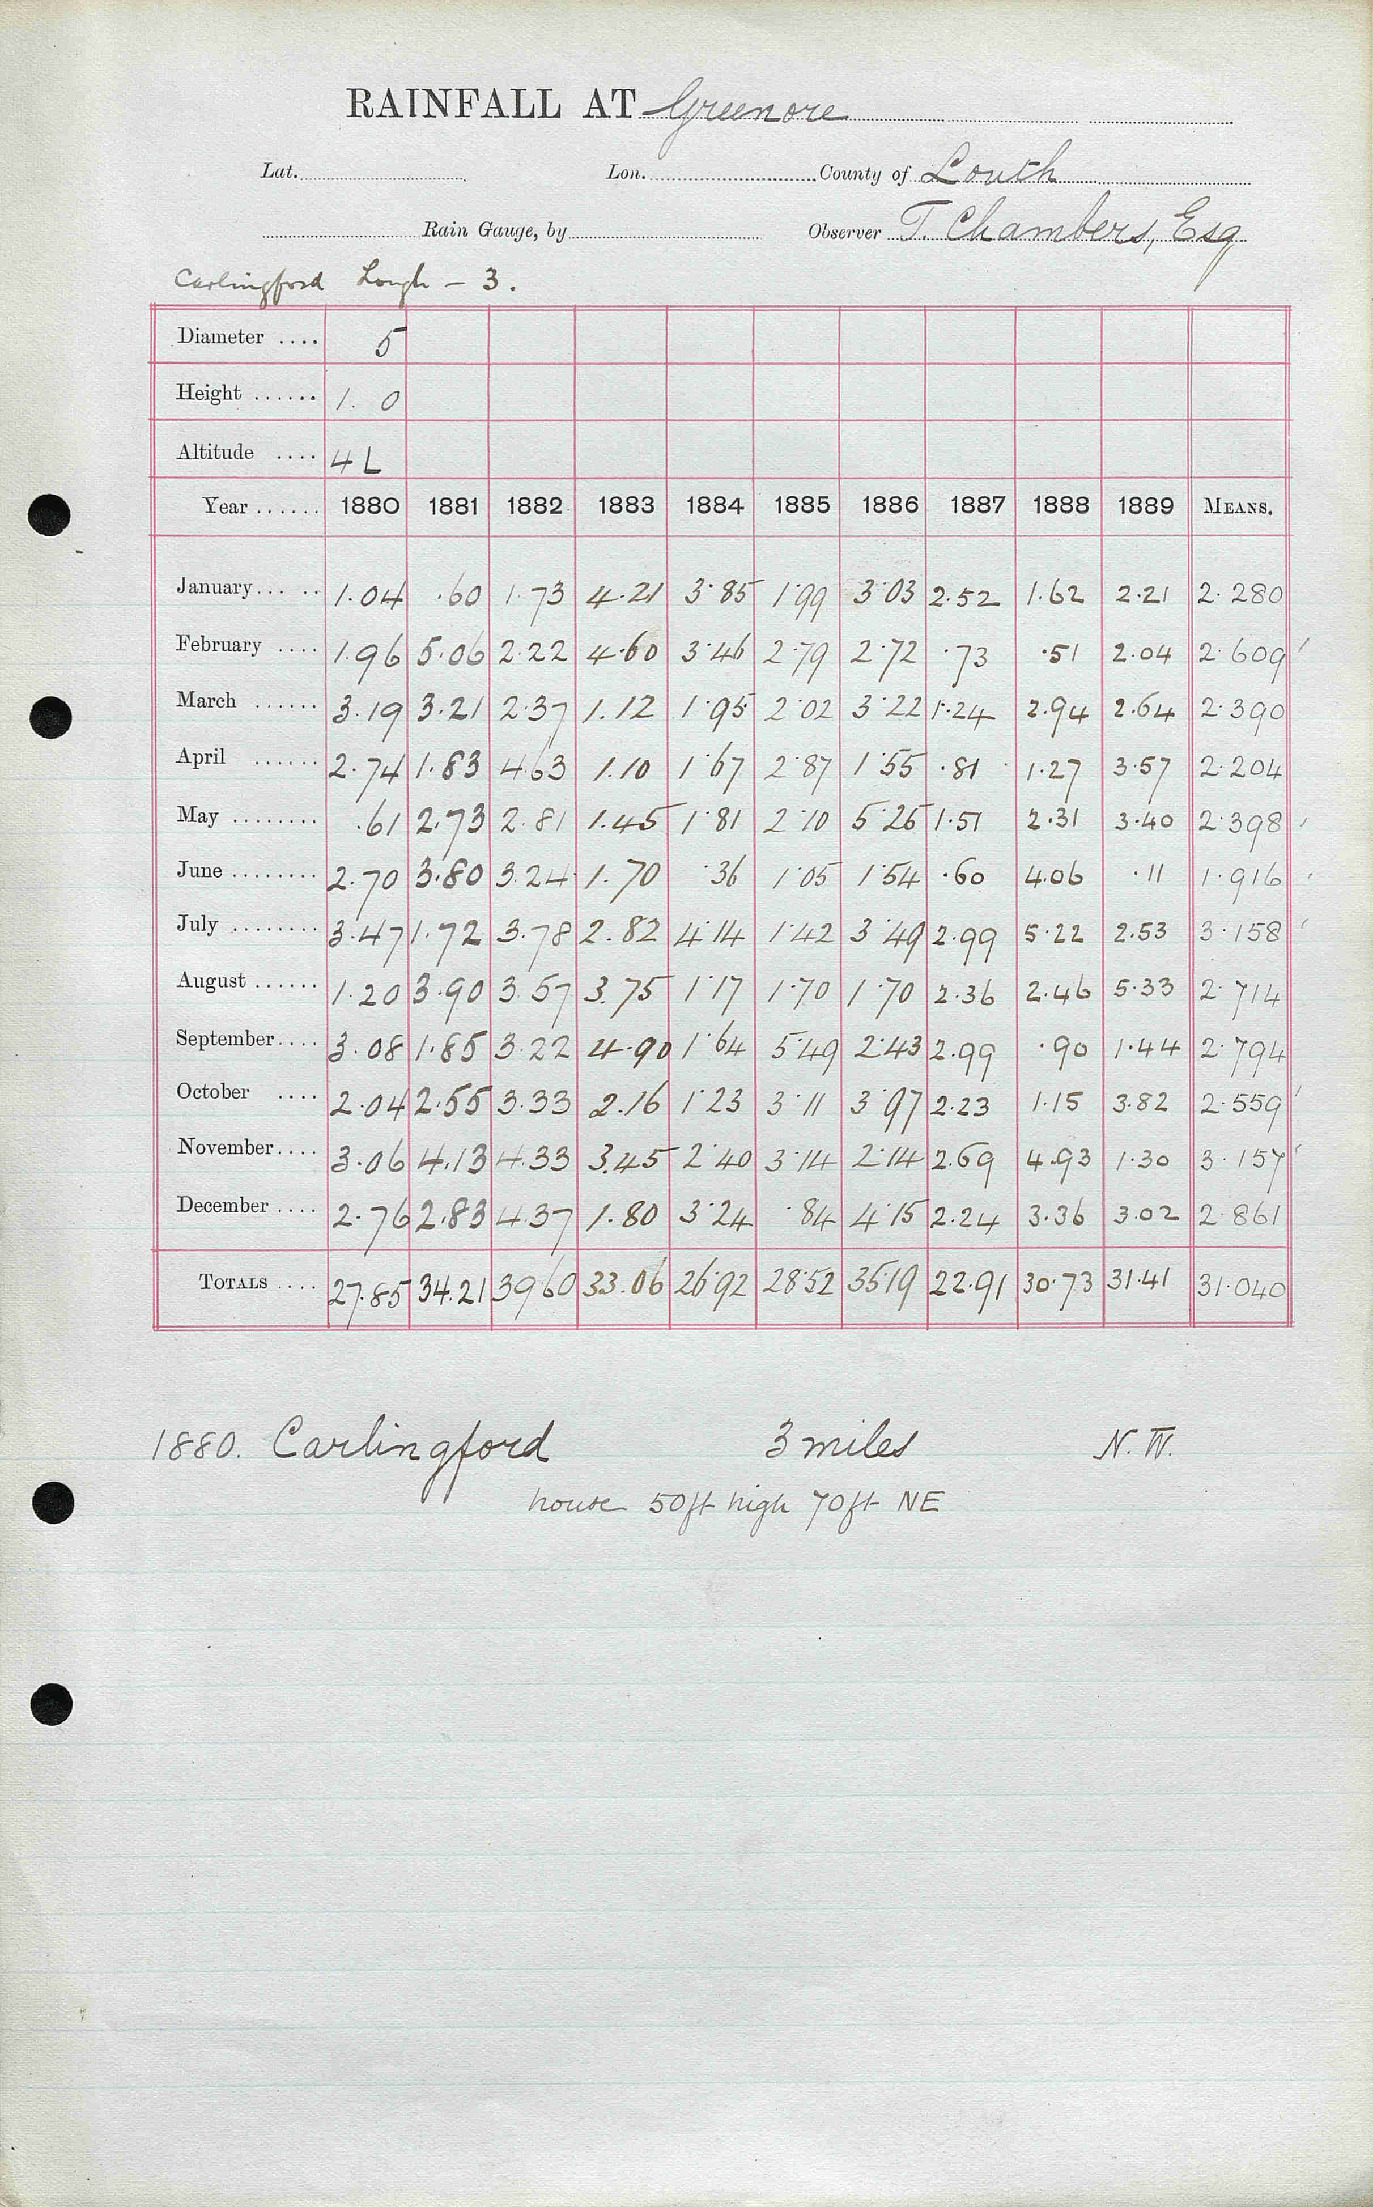 RAINFALL AT Greenore
Lat. Lon. County of Louth
Rain Gauge, by Observer T. Chambers, Esq
Carlingford Lough - 3.
Diameter .... 5
Height ...... 1. 0
Altitude .... 4 L
Year ...... 1880 1881 1882 1883 1884 1885 1886 1887 1888 1889 MEANS.
January ..... 1.04 .60 1.73 4.21 3.85 1.99 3.03 2.52 1.62 2.21 2.280
February .... 1.96 5.06 2.22 4.60 3.46 2.79 2.72 .73 .51 2.04 2.609
March ...... 3.19 3.21 2.37 1.12 1.95 2.02 3.22 1.24 2.94 2.64 2.390
April ...... 2.74 1.83 4.63 1.10 1.67 2.87 1.55 .81 1.27 3.57 2.204
May ........ .61 2.73 2.81 1.45 1.81 2.10 5.25 1.51 2.31 3.40 2.398
June ........ 2.70 3.80 3.24 1.70 .36 1.05 1.54 .60 4.06 .11 1.916
July ........ 3.47 1.72 3.78 2.82 4.14 1.42 3.49 2.99 5.22 2.53 3.158
August ...... 1.20 3.90 3.57 3.75 1.17 1.70 1.70 2.36 2.46 5.33 2.714
September .... 3.08 1.85 3.22 4.90 1.64 5.49 2.43 2.99 .90 1.44 2.794
October .... 2.04 2.55 3.33 2.16 1.23 3.11 3.97 2.23 1.15 3.82 2.559
November .... 3.06 4.13 4.33 3.45 2.40 3.14 2.14 2.69 4.93 1.30 3.157
December .... 2.76 2.83 4.37 1.80 3.24 .84 4.15 2.24 3.36 3.02 2.861
TOTALS .... 27.85 34.21 39.60 33.06 26.92 28.52 35.19 22.91 30.73 31.41 31.040
1880. Carlingford 3 miles N.W.
house 50ft high 70ft NE